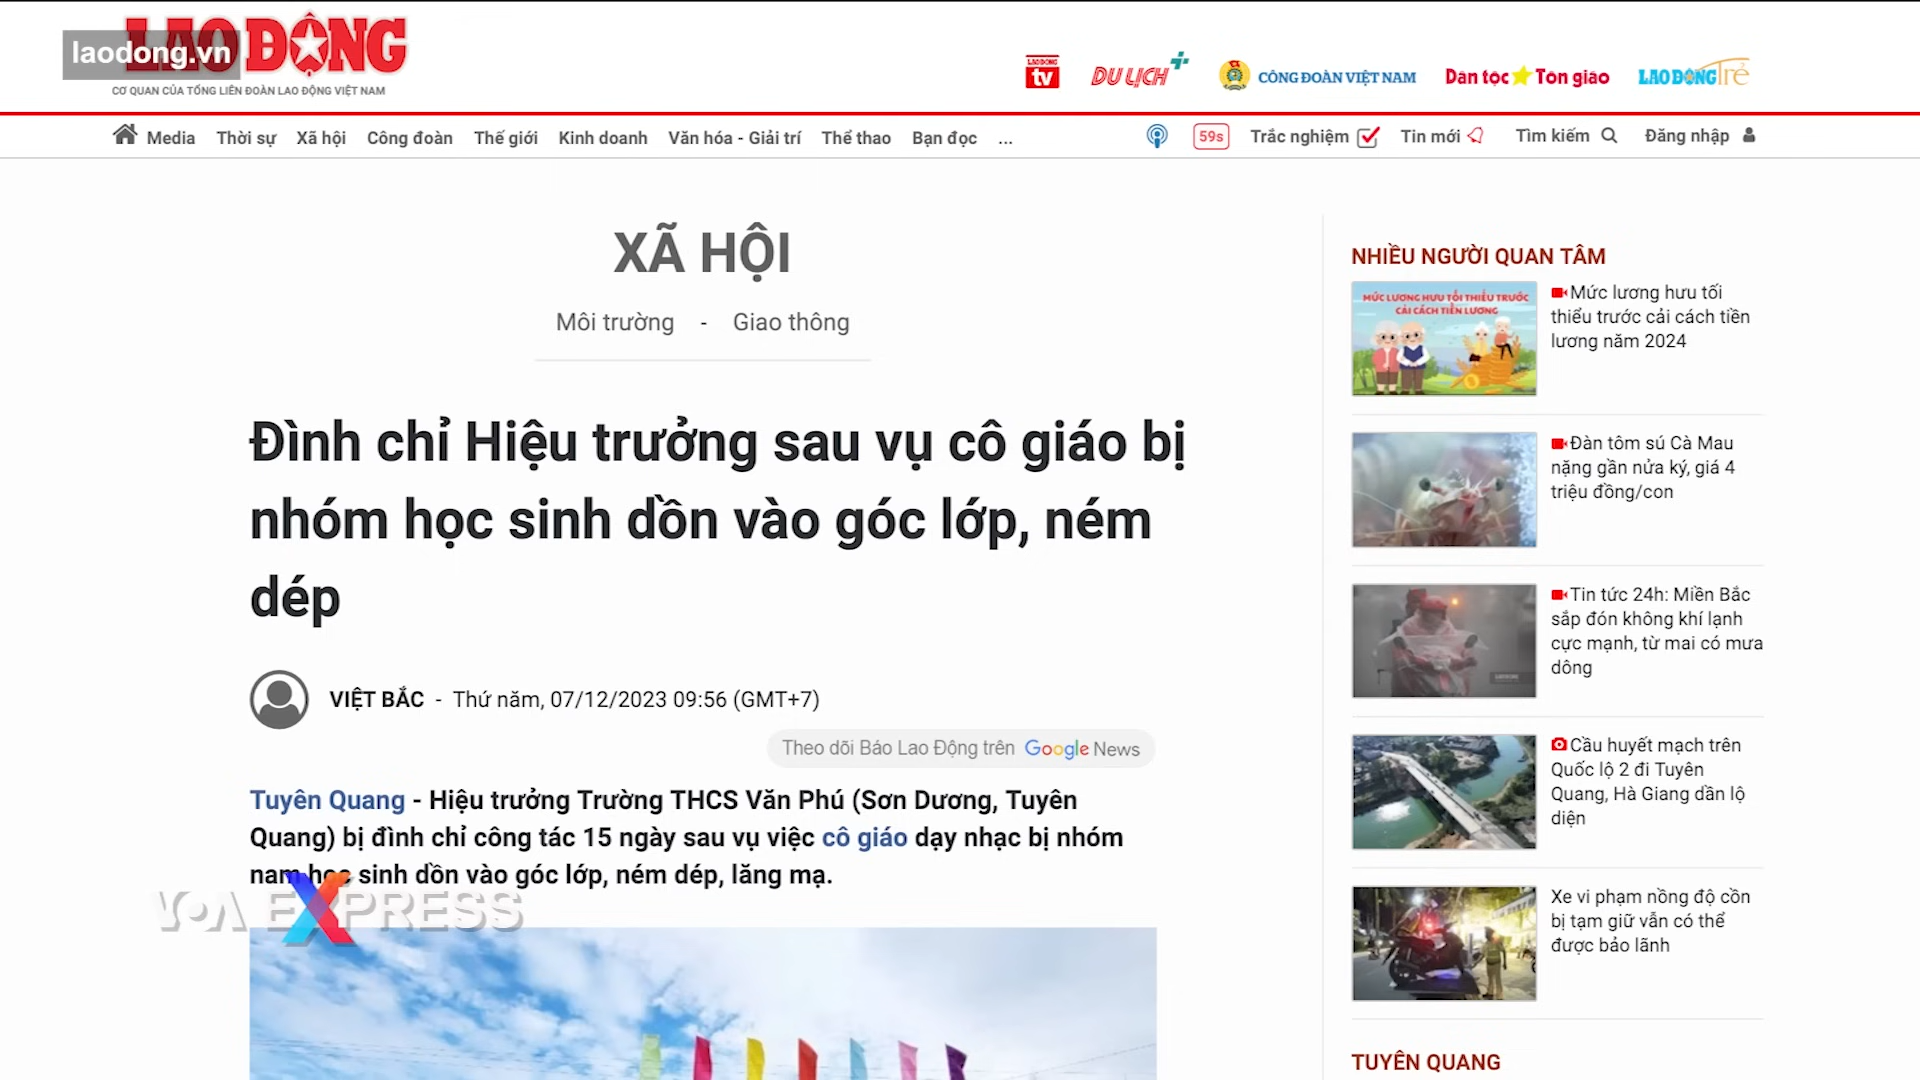 LAO ĐỘNG
laodong.vn
CƠ QUAN CỦA TỔNG LIÊN ĐOÀN LAO ĐỘNG VIỆT NAM
LAO ĐỘNG
tv
DU LỊCH+
CÔNG ĐOÀN VIỆT NAM
Dân tộc Tôn giáo
LAO ĐỘNG Trẻ
Media Thời sự Xã hội Công đoàn Thế giới Kinh doanh Văn hóa - Giải trí Thể thao Bạn đọc ...
59s Trắc nghiệm Tin mới Tìm kiếm Đăng nhập
XÃ HỘI
Môi trường - Giao thông
Đình chỉ Hiệu trưởng sau vụ cô giáo bị
nhóm học sinh dồn vào góc lớp, ném
dép
VIỆT BẮC - Thứ năm, 07/12/2023 09:56 (GMT+7)
Theo dõi Báo Lao Động trên Google News
Tuyên Quang - Hiệu trưởng Trường THCS Văn Phú (Sơn Dương, Tuyên
Quang) bị đình chỉ công tác 15 ngày sau vụ việc cô giáo dạy nhạc bị nhóm
nam học sinh dồn vào góc lớp, ném dép, lăng mạ.
VOA EXPRESS
NHIỀU NGƯỜI QUAN TÂM
MỨC LƯƠNG HƯU TỐI THIỂU TRƯỚC
CẢI CÁCH TIỀN LƯƠNG
Mức lương hưu tối
thiểu trước cải cách tiền
lương năm 2024
Đàn tôm sú Cà Mau
nặng gần nửa ký, giá 4
triệu đồng/con
Tin tức 24h: Miền Bắc
sắp đón không khí lạnh
cực mạnh, từ mai có mưa
dông
Cầu huyết mạch trên
Quốc lộ 2 đi Tuyên
Quang, Hà Giang dần lộ
diện
Xe vi phạm nồng độ cồn
bị tạm giữ vẫn có thể
được bảo lãnh
TUYÊN QUANG